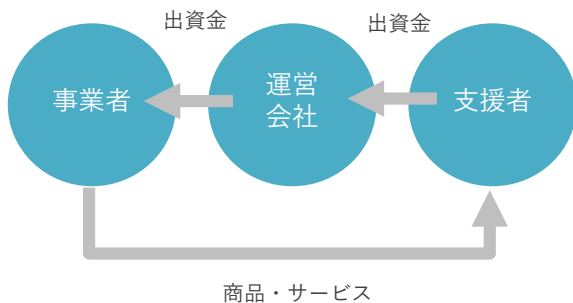 出資金
出資金
事業者
運営
会社
支援者
商品・サービス